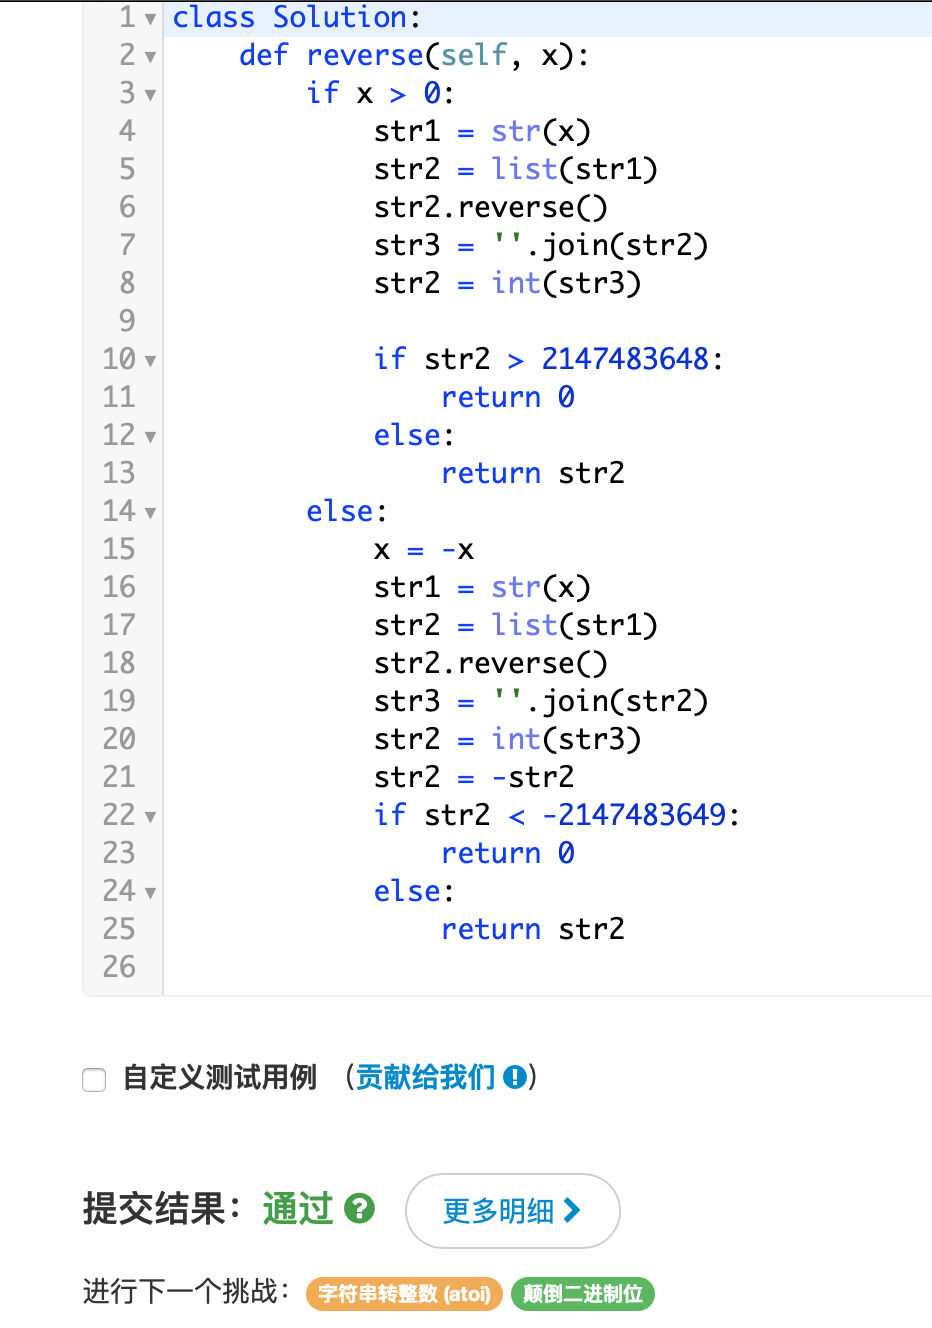 1 class Solution:
2     def reverse(self, x):
3         if x > 0:
4             str1 = str(x)
5             str2 = list(str1)
6             str2.reverse()
7             str3 = ''.join(str2)
8             str2 = int(str3)
9
10             if str2 > 2147483648:
11                 return 0
12             else:
13                 return str2
14         else:
15             x = -x
16             str1 = str(x)
17             str2 = list(str1)
18             str2.reverse()
19             str3 = ''.join(str2)
20             str2 = int(str3)
21             str2 = -str2
22             if str2 < -2147483649:
23                 return 0
24             else:
25                 return str2
26
自定义测试用例 （贡献给我们 ）
提交结果：通过 ? 更多明细
进行下一个挑战： 字符串转整数 (atoi) 颠倒二进制位